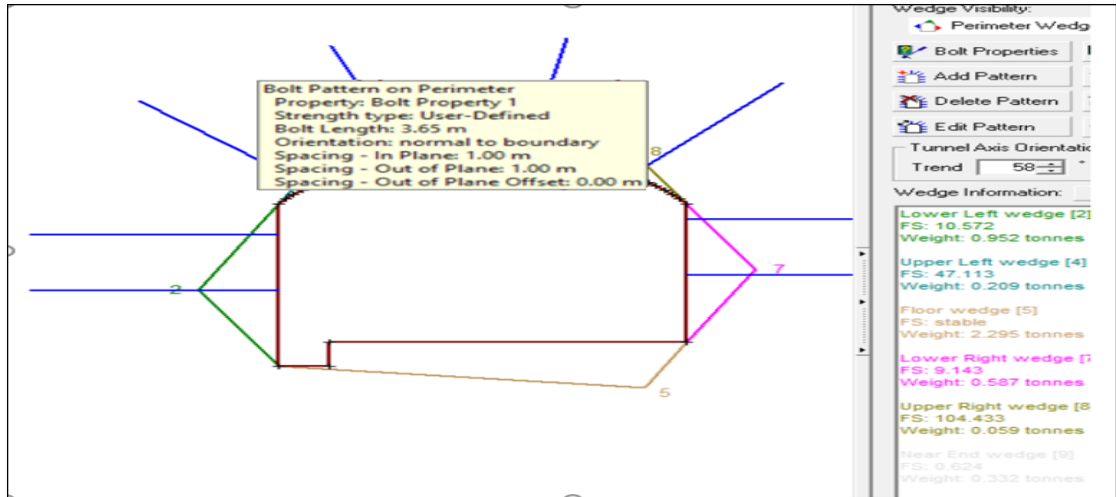 Wedge Visibility:
Perimeter Wedg
Bolt Properties
Add Pattern
Delete Pattern
Edit Pattern
Tunnel Axis Orientatio
Trend 58 °
Wedge Information:
Lower Left wedge [2]
FS: 10.572
Weight: 0.952 tonnes
Upper Left wedge [4]
FS: 47.113
Weight: 0.209 tonnes
Floor wedge [5]
FS: stable
Weight: 2.295 tonnes
Lower Right wedge [7
FS: 9.143
Weight: 0.587 tonnes
Upper Right wedge [8
FS: 104.433
Weight: 0.059 tonnes
Near End wedge [9]
FS: 0.624
Weight: 0.332 tonnes
Bolt Pattern on Perimeter
Property: Bolt Property 1
Strength type: User-Defined
Bolt Length: 3.65 m
Orientation: normal to boundary
Spacing - In Plane: 1.00 m
Spacing - Out of Plane: 1.00 m
Spacing - Out of Plane Offset: 0.00 m
8
7
2
5